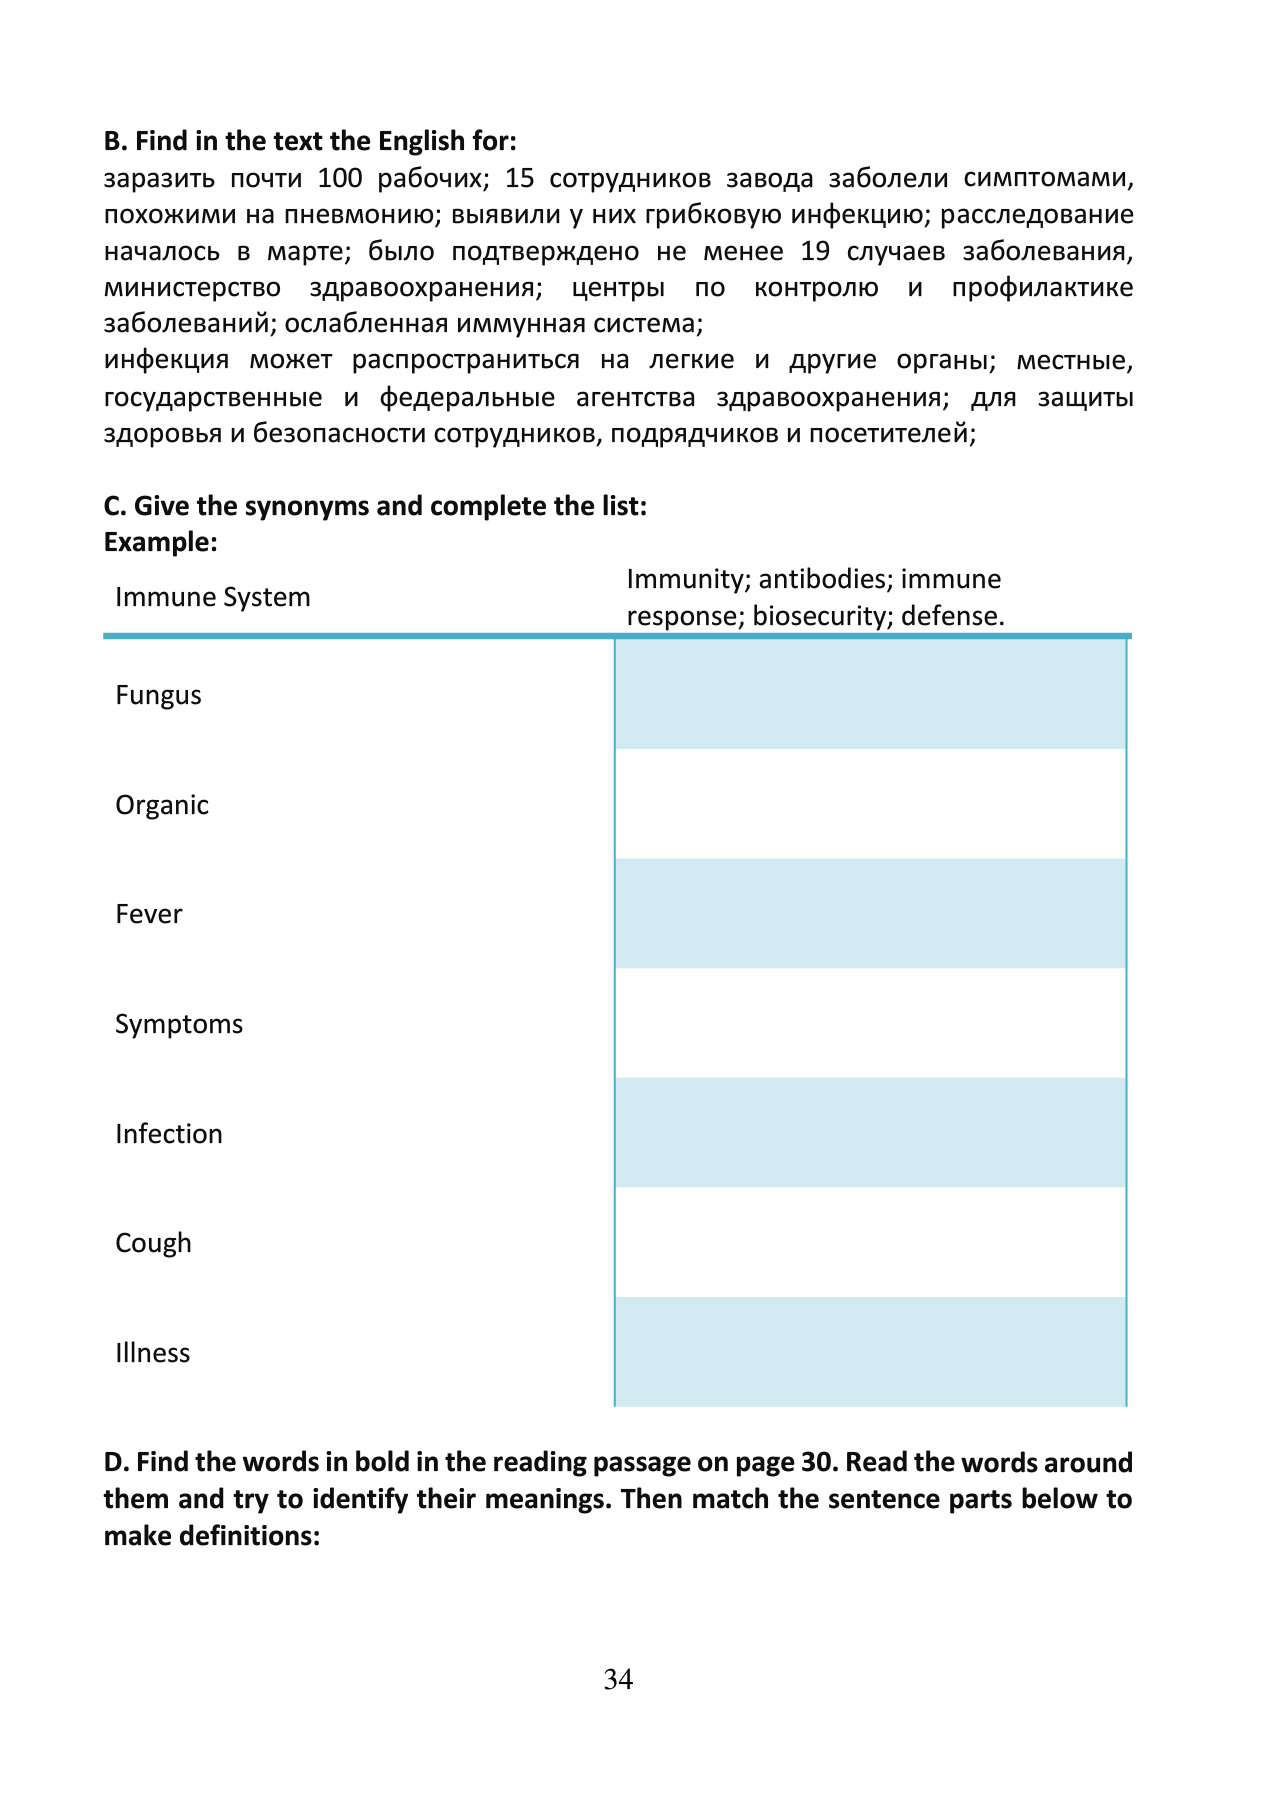 B. Find in the text the English for:
заразить почти 100 рабочих; 15 сотрудников завода заболели симптомами,
похожими на пневмонию; выявили у них грибковую инфекцию; расследование
началось в марте; было подтверждено не менее 19 случаев заболевания,
министерство здравоохранения; центры по контролю и профилактике
заболеваний; ослабленная иммунная система;
инфекция может распространиться на легкие и другие органы; местные,
государственные и федеральные агентства здравоохранения; для защиты
здоровья и безопасности сотрудников, подрядчиков и посетителей;
C. Give the synonyms and complete the list:
Example:
Immune System
Immunity; antibodies; immune
response; biosecurity; defense.
Fungus
Organic
Fever
Symptoms
Infection
Cough
Illness
D. Find the words in bold in the reading passage on page 30. Read the words around
them and try to identify their meanings. Then match the sentence parts below to
make definitions:
34